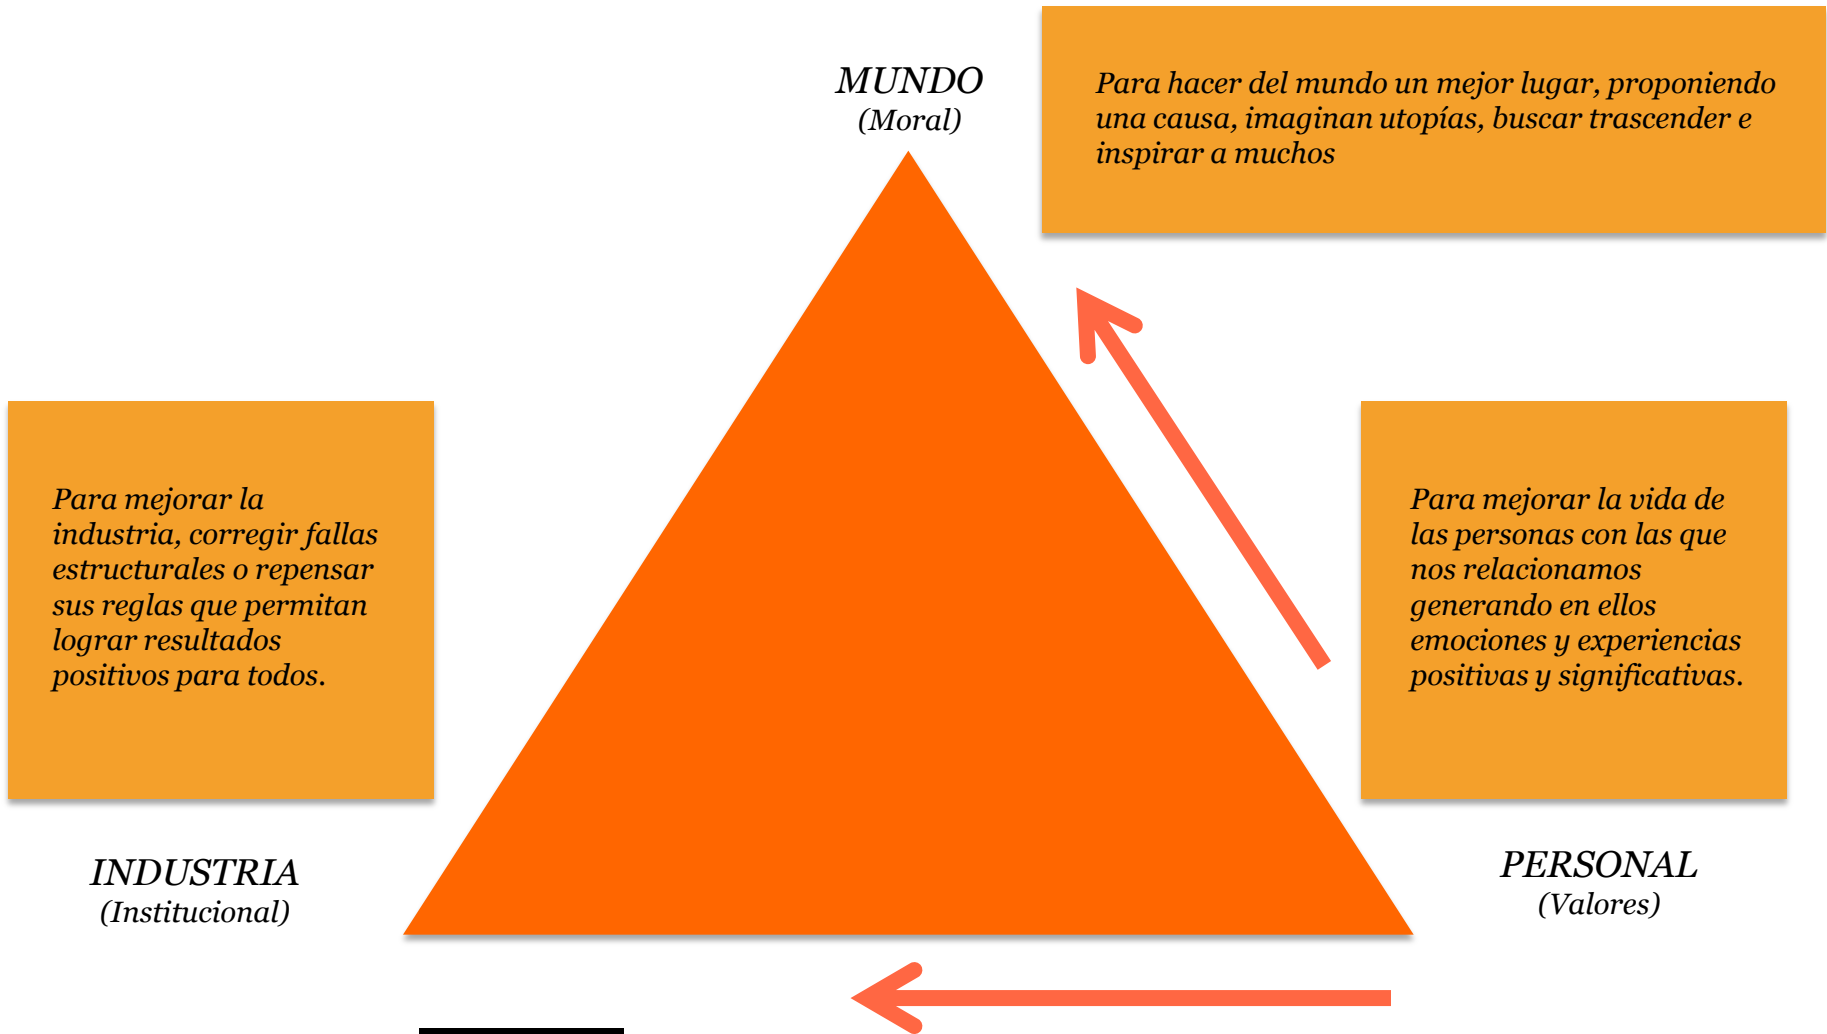 MUNDO
(Moral)
Para hacer del mundo un mejor lugar, proponiendo
una causa, imaginan utopías, buscar trascender e
inspirar a muchos
Para mejorar la
industria, corregir fallas
estructurales o repensar
sus reglas que permitan
lograr resultados
positivos para todos.
INDUSTRIA
(Institucional)
Para mejorar la vida de
las personas con las que
nos relacionamos
generando en ellos
emociones y experiencias
positivas y significativas.
PERSONAL
(Valores)